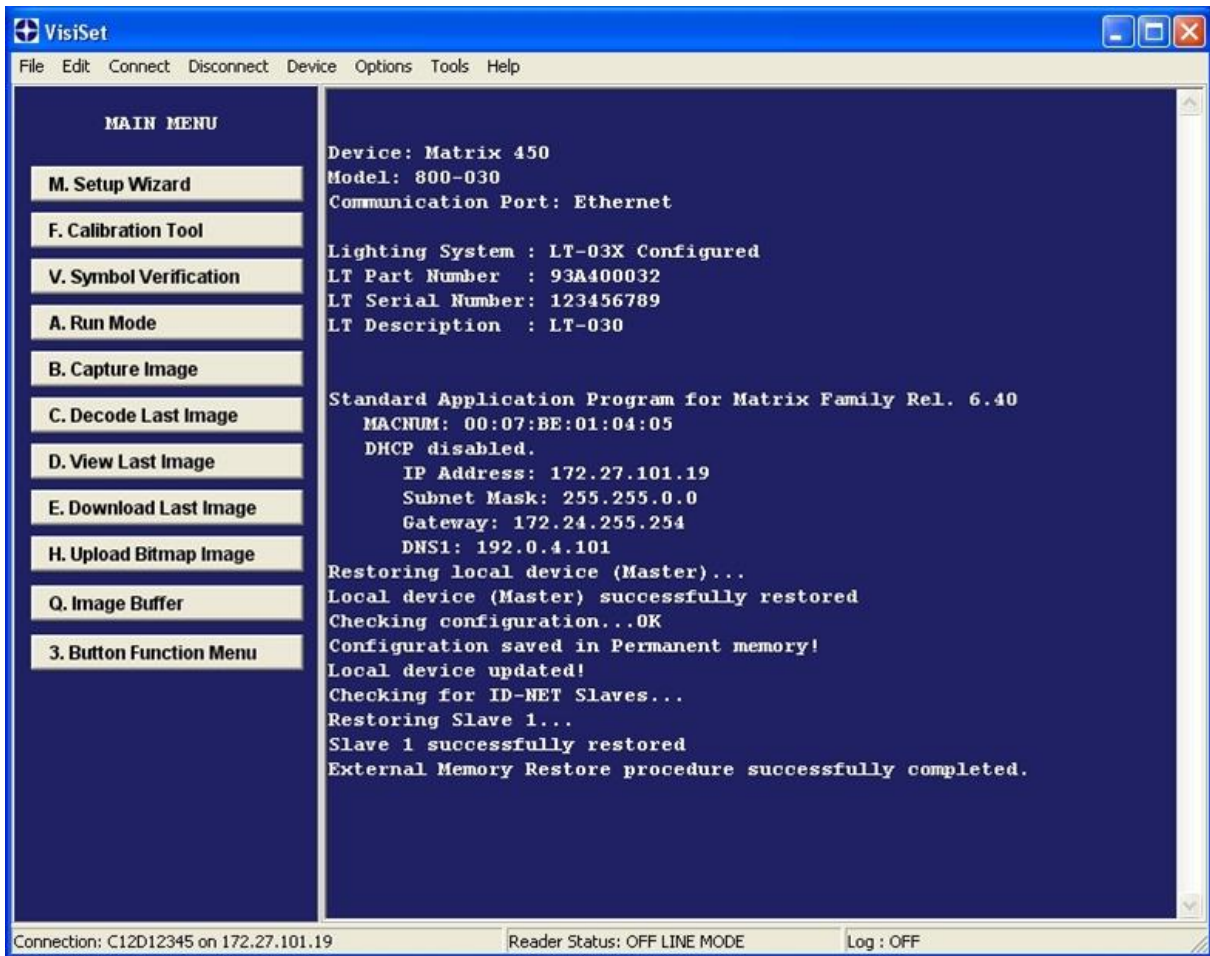 VisiSet
File Edit Connect Disconnect Device Options Tools Help
MAIN MENU
M. Setup Wizard
F. Calibration Tool
V. Symbol Verification
A. Run Mode
B. Capture Image
C. Decode Last Image
D. View Last Image
E. Download Last Image
H. Upload Bitmap Image
Q. Image Buffer
3. Button Function Menu
Device: Matrix 450
Model: 800-030
Communication Port: Ethernet
Lighting System : LT-03X Configured
LT Part Number : 93A400032
LT Serial Number: 123456789
LT Description : LT-030
Standard Application Program for Matrix Family Rel. 6.40
MACNUM: 00:07:BE:01:04:05
DHCP disabled.
IP Address: 172.27.101.19
Subnet Mask: 255.255.0.0
Gateway: 172.24.255.254
DNS1: 192.0.4.101
Restoring local device (Master)...
Local device (Master) successfully restored
Checking configuration...OK
Configuration saved in Permanent memory!
Local device updated!
Checking for ID-NET Slaves...
Restoring Slave 1...
Slave 1 successfully restored
External Memory Restore procedure successfully completed.
Connection: C12D12345 on 172.27.101.19 Reader Status: OFF LINE MODE Log : OFF